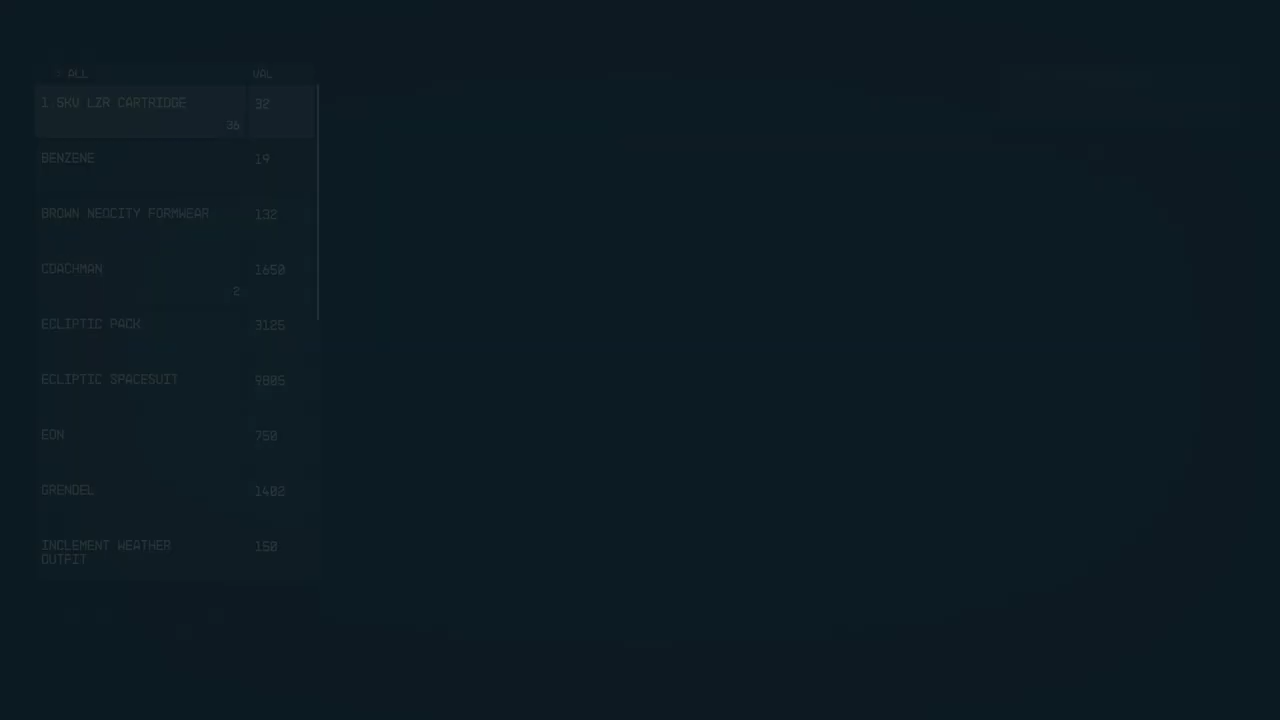 ALL VAL
1 5KV LZR CARTRIDGE 32
36
BENZENE 19
BROWN NEOCITY FORMWEAR 132
COACHMAN 1650
2
ECLIPTIC PACK 3125
ECLIPTIC SPACESUIT 9805
EON 750
GRENDEL 1402
INCLEMENT WEATHER 150
OUTFIT